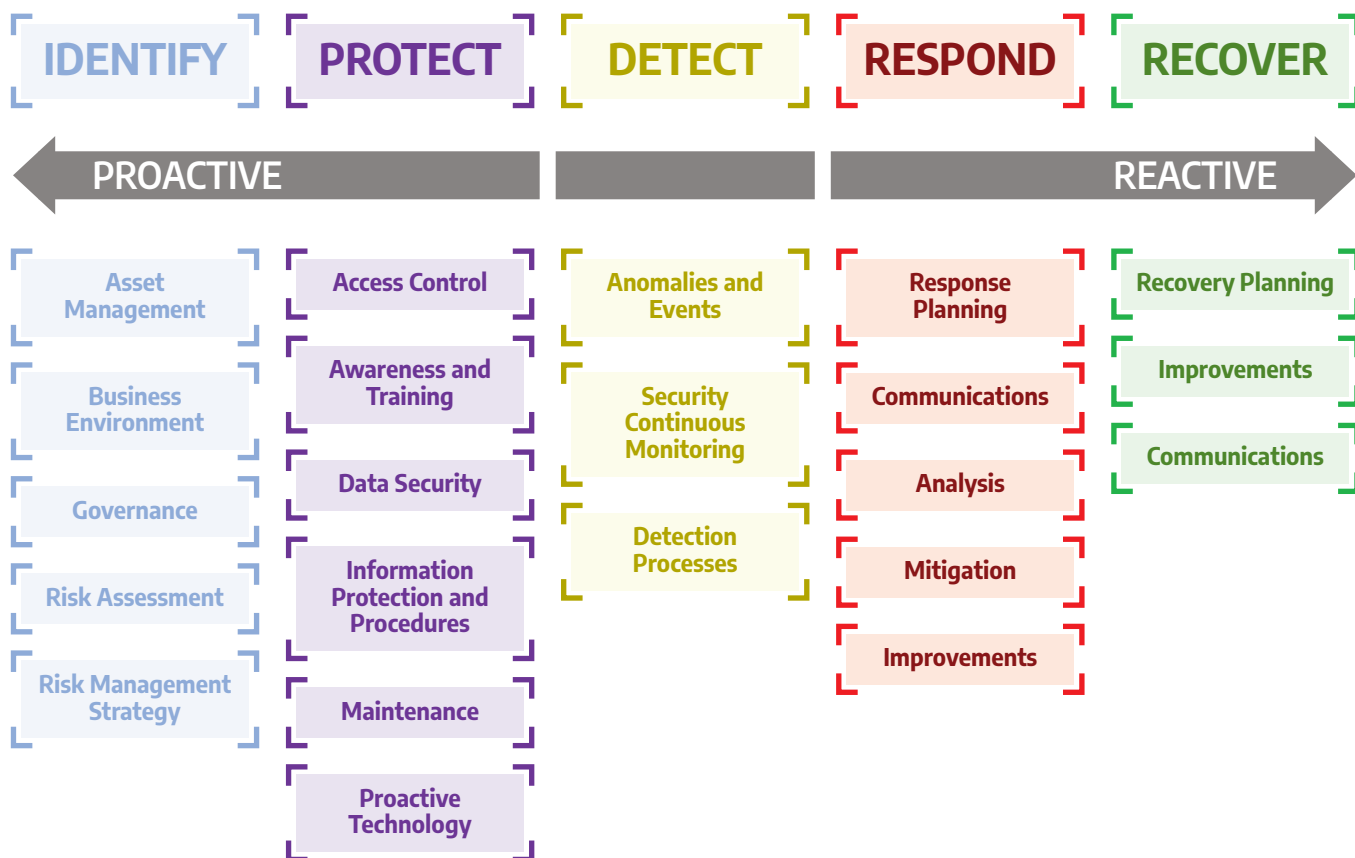 IDENTIFY
PROTECT
DETECT
RESPOND
RECOVER
PROACTIVE
REACTIVE
Asset
Management
Business
Environment
Governance
Risk Assessment
Risk Management
Strategy
Access Control
Awareness and
Training
Data Security
Information
Protection and
Procedures
Maintenance
Proactive
Technology
Anomalies and
Events
Security
Continuous
Monitoring
Detection
Processes
Response
Planning
Communications
Analysis
Mitigation
Improvements
Recovery Planning
Improvements
Communications